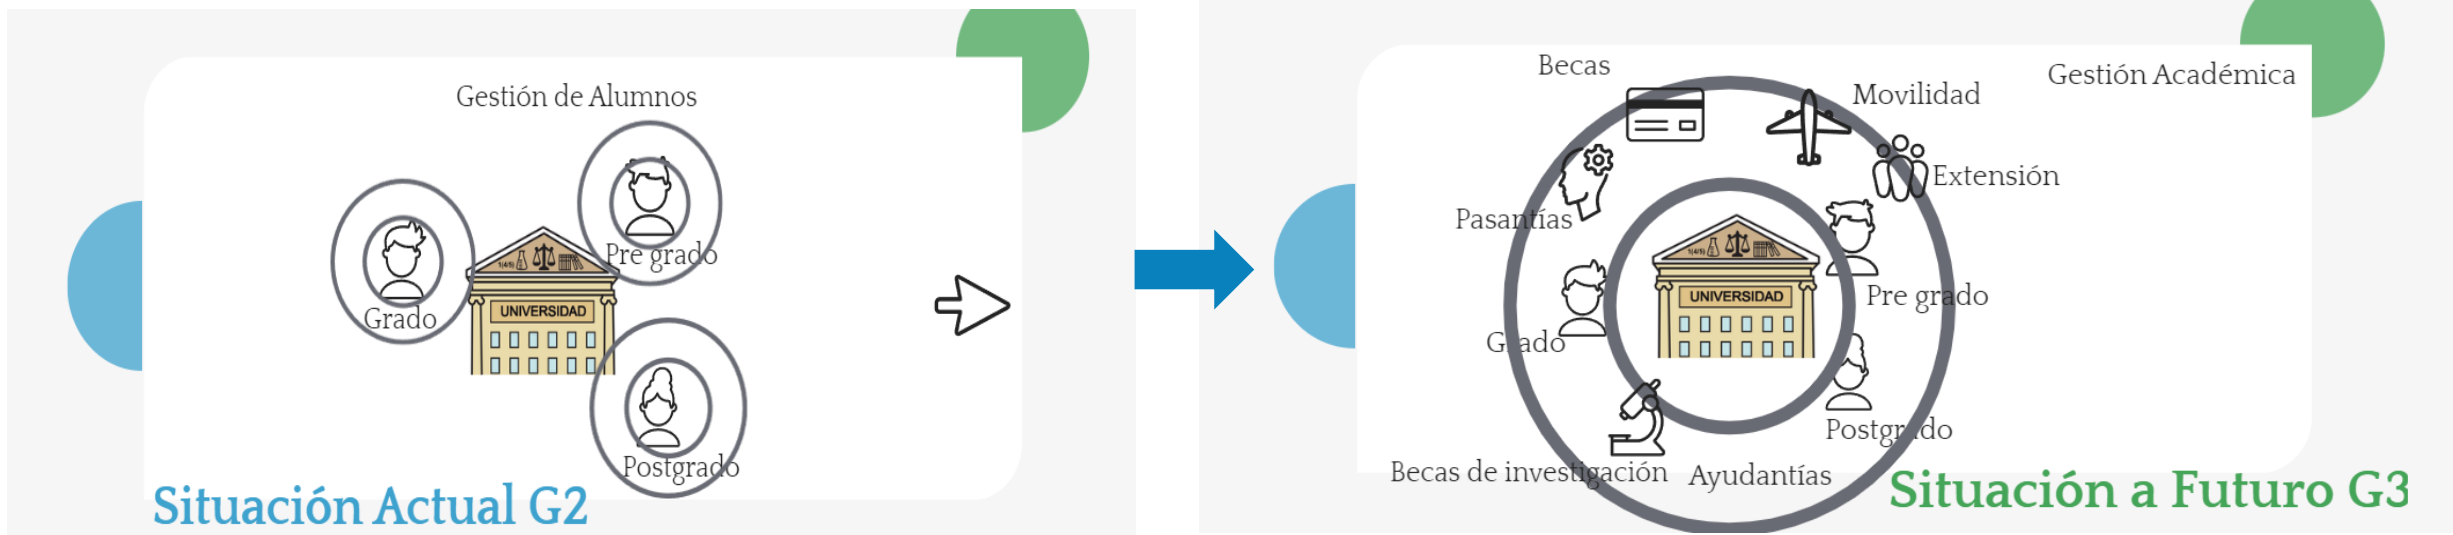 Gestión de Alumnos
Pre grado
Grado
UNIVERSIDAD
Postgrado
Situación Actual G2
Becas
Movilidad
Gestión Académica
Extensión
Pasantías
UNIVERSIDAD
Pre grado
Grado
Postgrado
Becas de investigación
Ayudantías
Situación a Futuro G3